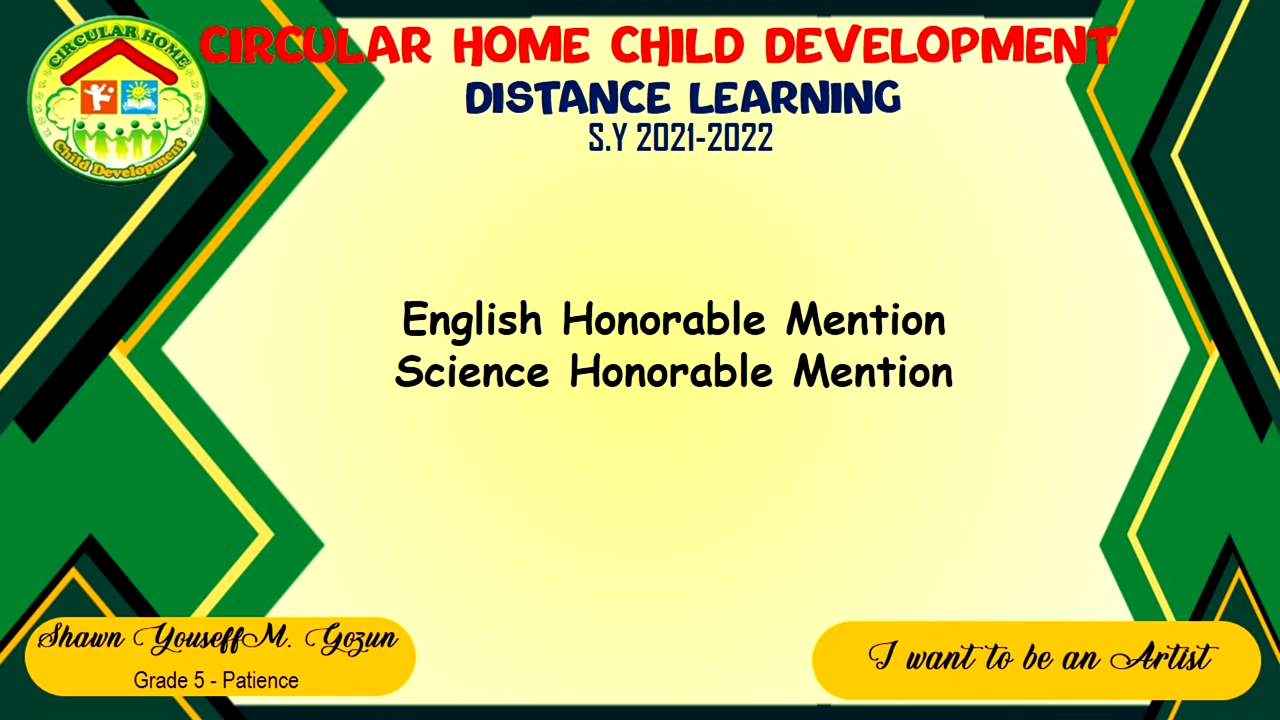 CIRCULAR HOME
Child Development
CIRCULAR HOME CHILD DEVELOPMENT
DISTANCE LEARNING
S.Y 2021-2022
English Honorable Mention
Science Honorable Mention
Shawn Youseff M. Gozun
Grade 5 - Patience
I want to be an Artist